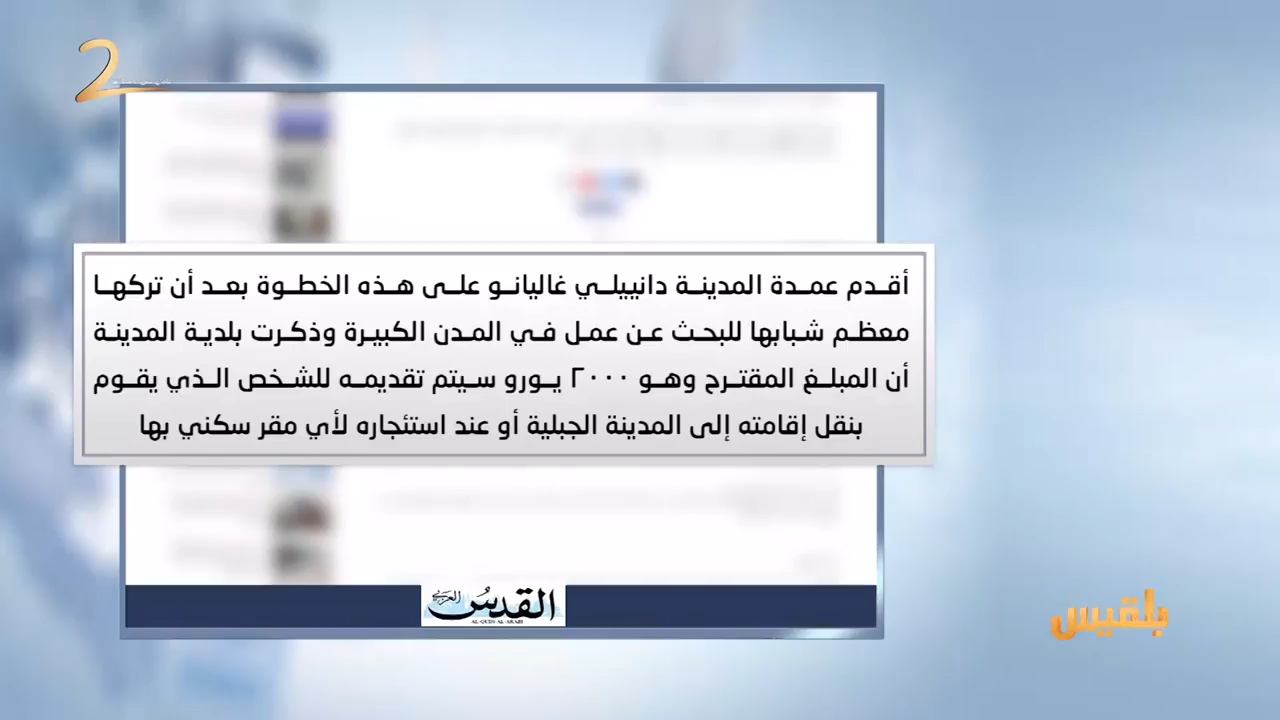 2
أقدم عمدة المدينة دانييلي غاليانو على هذه الخطوة بعد أن تركها
معظم شبابها للبحث عن عمل في المدن الكبيرة وذكرت بلدية المدينة
أن المبلغ المقترح وهو ٢٠٠٠ يورو سيتم تقديمه للشخص الذي يقوم
بنقل إقامته إلى المدينة الجبلية أو عند استئجاره لأي مقر سكني بها
القدس العربي
AL-QUDS AL-ARABI
بلقيس